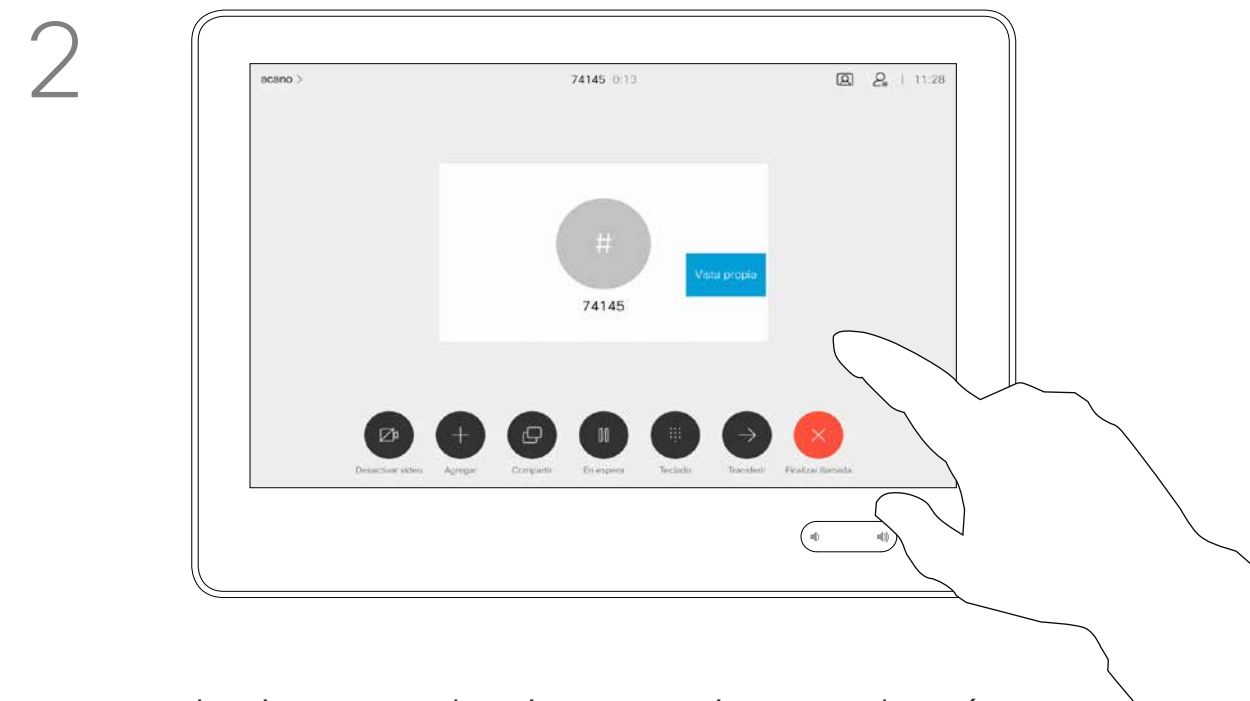 2
acano >
74145 0:13
11:28
#
Vista propia
74145
Desactivar vídeo Agregar Compartir En espera Teclado Transferir Finalizar llamada